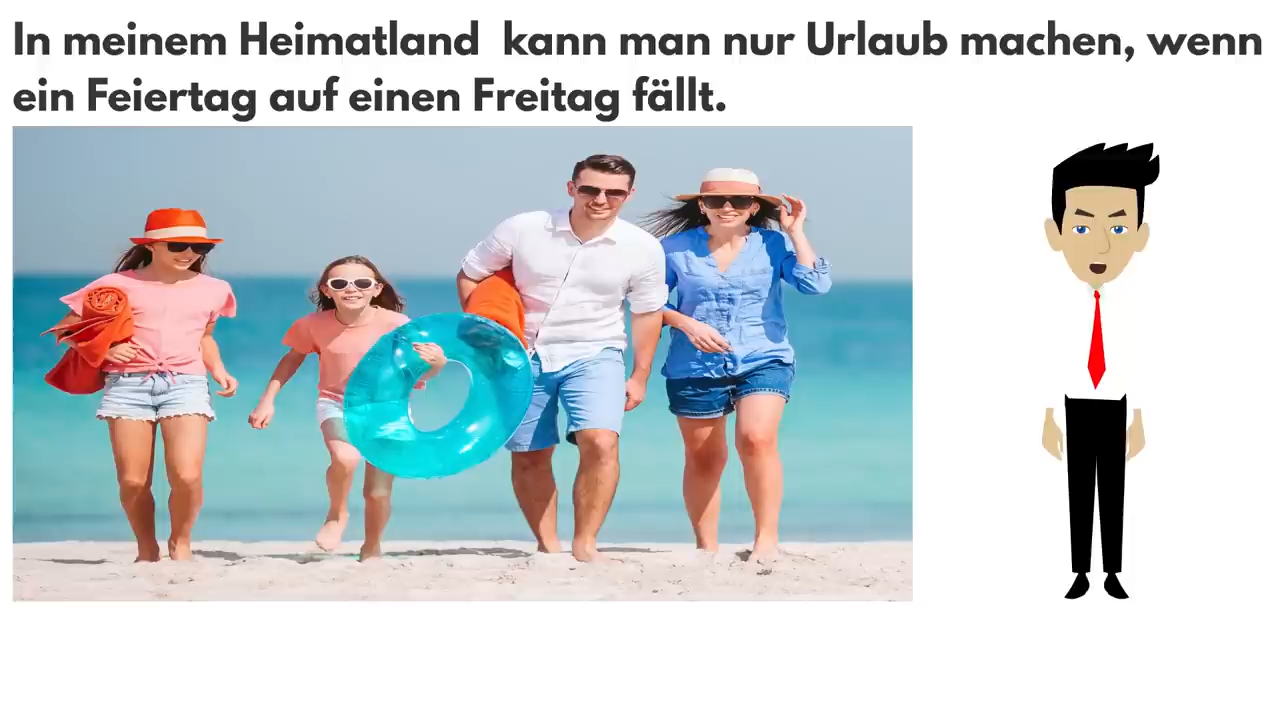 In meinem Heimatland kann man nur Urlaub machen, wenn
ein Feiertag auf einen Freitag fällt.